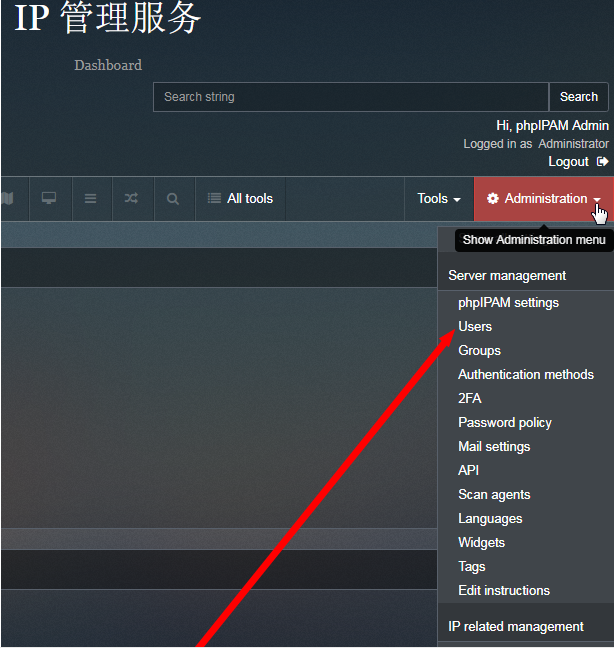 IP 管理服务
Dashboard
Search string
Search
Hi, phpIPAM Admin
Logged in as Administrator
Logout
All tools
Tools
Administration
Show Administration menu
Server management
phpIPAM settings
Users
Groups
Authentication methods
2FA
Password policy
Mail settings
API
Scan agents
Languages
Widgets
Tags
Edit instructions
IP related management